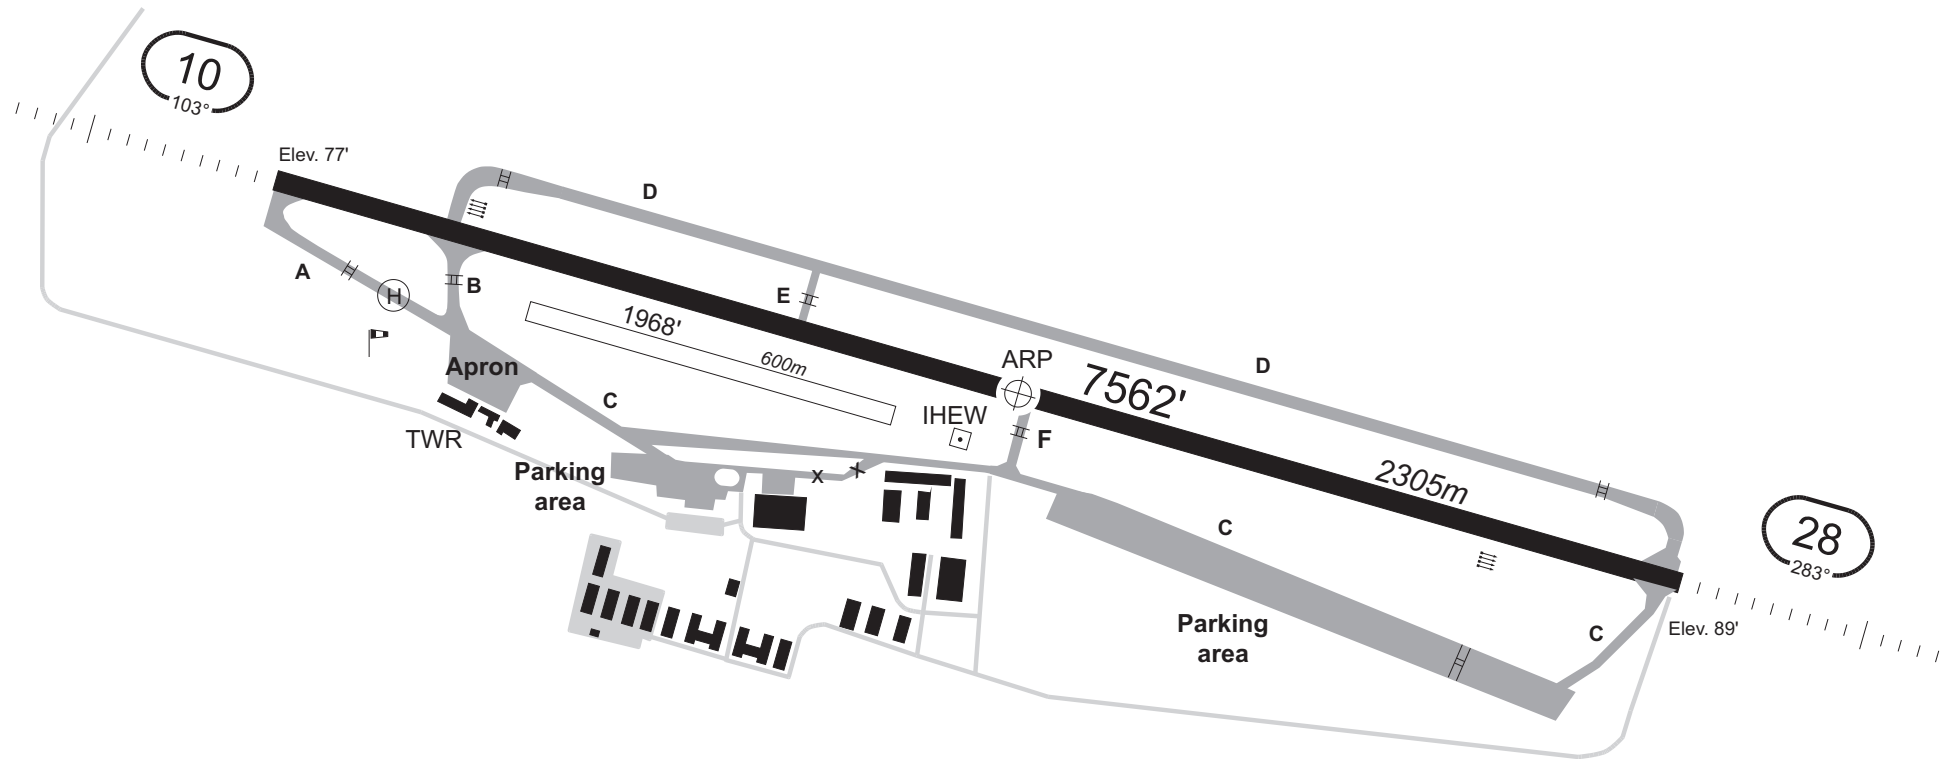 10
103°
Elev. 77'
D
A
H
B
E
1968'
600m
ARP
7562'
D
Apron
C
IHEW
F
TWR
Parking
area
x
x
2305m
C
28
283°
Parking
area
C
Elev. 89'